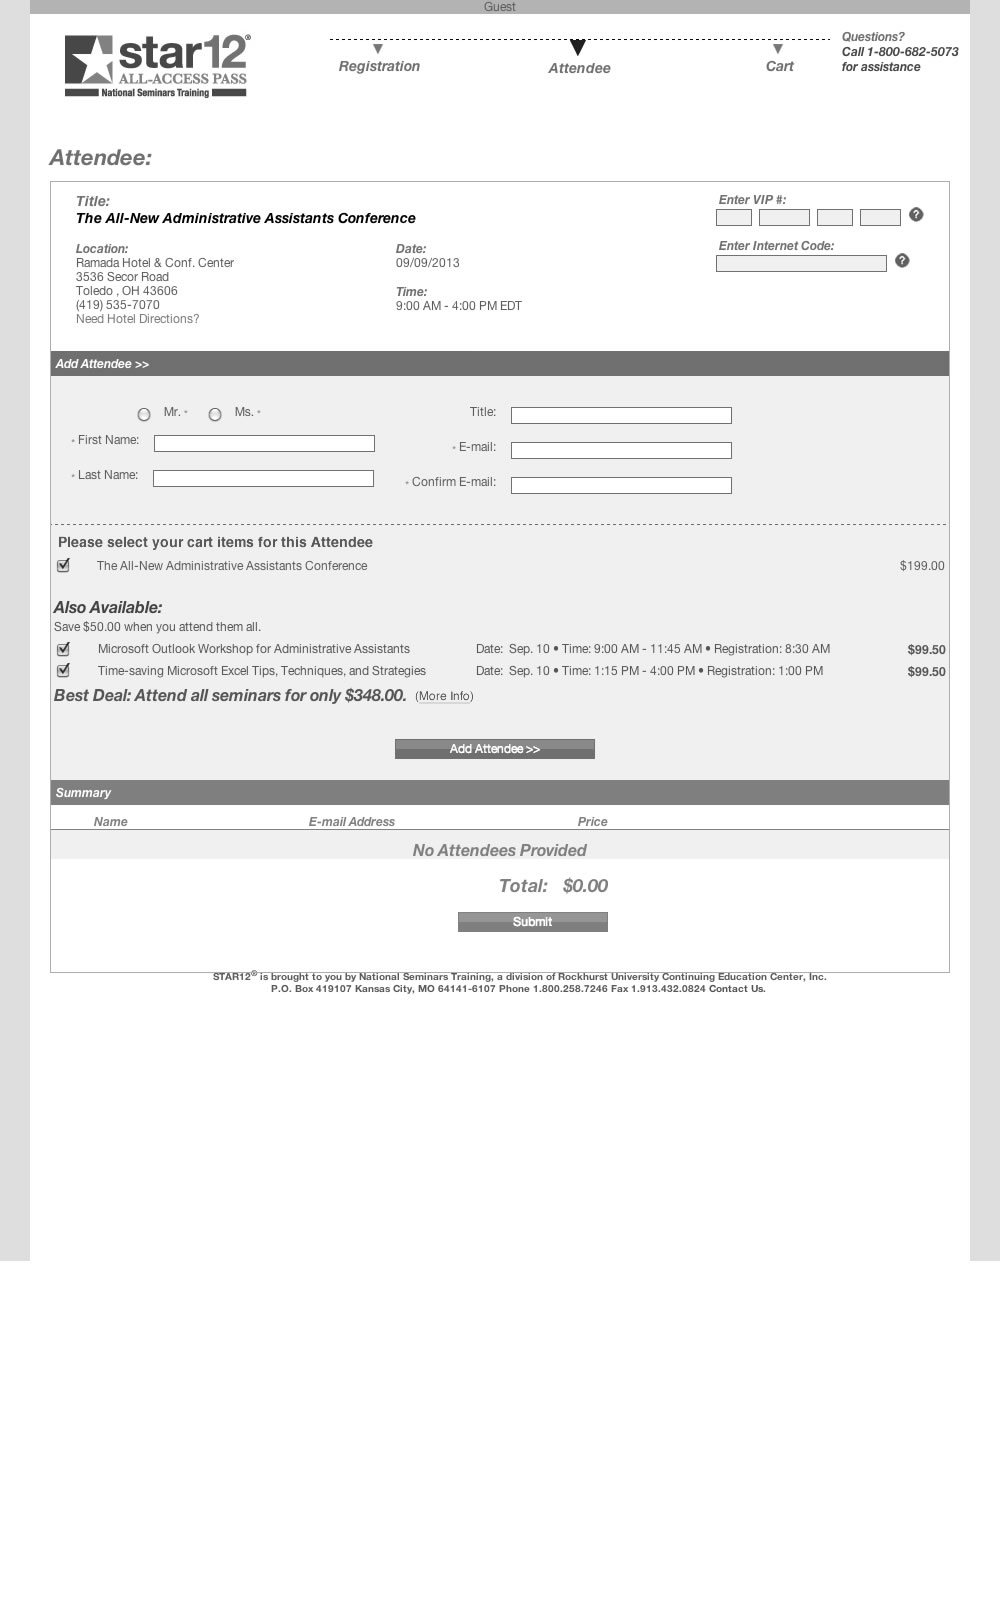 Guest
star12®
ALL-ACCESS PASS
National Seminars Training
Registration
Attendee
Cart
Questions?
Call 1-800-682-5073
for assistance
Attendee:
Title:
The All-New Administrative Assistants Conference
Enter VIP #:
?
Location:
Ramada Hotel & Conf. Center
3536 Secor Road
Toledo , OH 43606
(419) 535-7070
Need Hotel Directions?
Date:
09/09/2013
Time:
9:00 AM - 4:00 PM EDT
Enter Internet Code:
?
Add Attendee >>
Mr. * Ms. *
Title:
* First Name:
* E-mail:
* Last Name:
* Confirm E-mail:
Please select your cart items for this Attendee
The All-New Administrative Assistants Conference $199.00
Also Available:
Save $50.00 when you attend them all.
Microsoft Outlook Workshop for Administrative Assistants Date: Sep. 10 • Time: 9:00 AM - 11:45 AM • Registration: 8:30 AM $99.50
Time-saving Microsoft Excel Tips, Techniques, and Strategies Date: Sep. 10 • Time: 1:15 PM - 4:00 PM • Registration: 1:00 PM $99.50
Best Deal: Attend all seminars for only $348.00. (More Info)
Add Attendee >>
Summary
Name E-mail Address Price
No Attendees Provided
Total: $0.00
Submit
STAR12® is brought to you by National Seminars Training, a division of Rockhurst University Continuing Education Center, Inc.
P.O. Box 419107 Kansas City, MO 64141-6107 Phone 1.800.258.7246 Fax 1.913.432.0824 Contact Us.